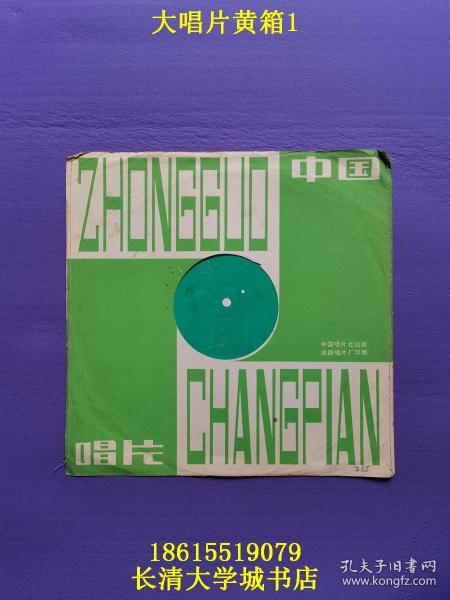 大唱片黄箱1
ZHONGGUO
中国
中国唱片社出版
成都唱片厂印制
唱片
CHANGPIAN
215
18615519079
长清大学城书店
孔夫子旧书网
www.kongfz.com